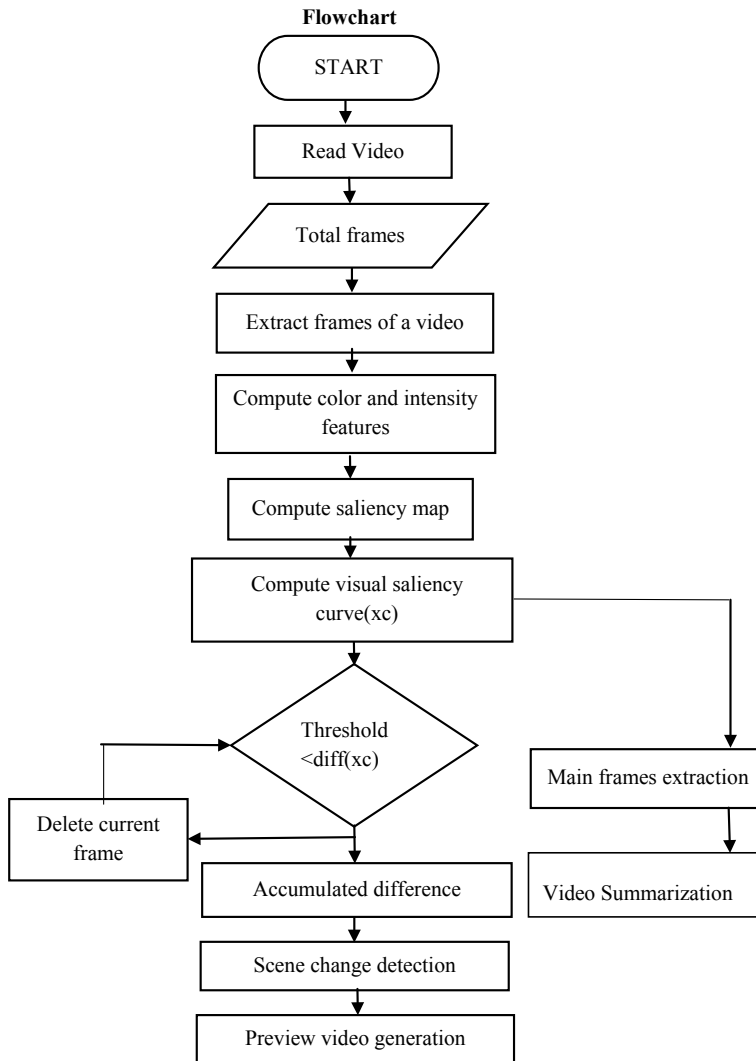 Flowchart
START
Read Video
Total frames
Extract frames of a video
Compute color and intensity
features
Compute saliency map
Compute visual saliency
curve(xc)
Threshold
<diff(xc)
Main frames extraction
Delete current
frame
Accumulated difference
Video Summarization
Scene change detection
Preview video generation